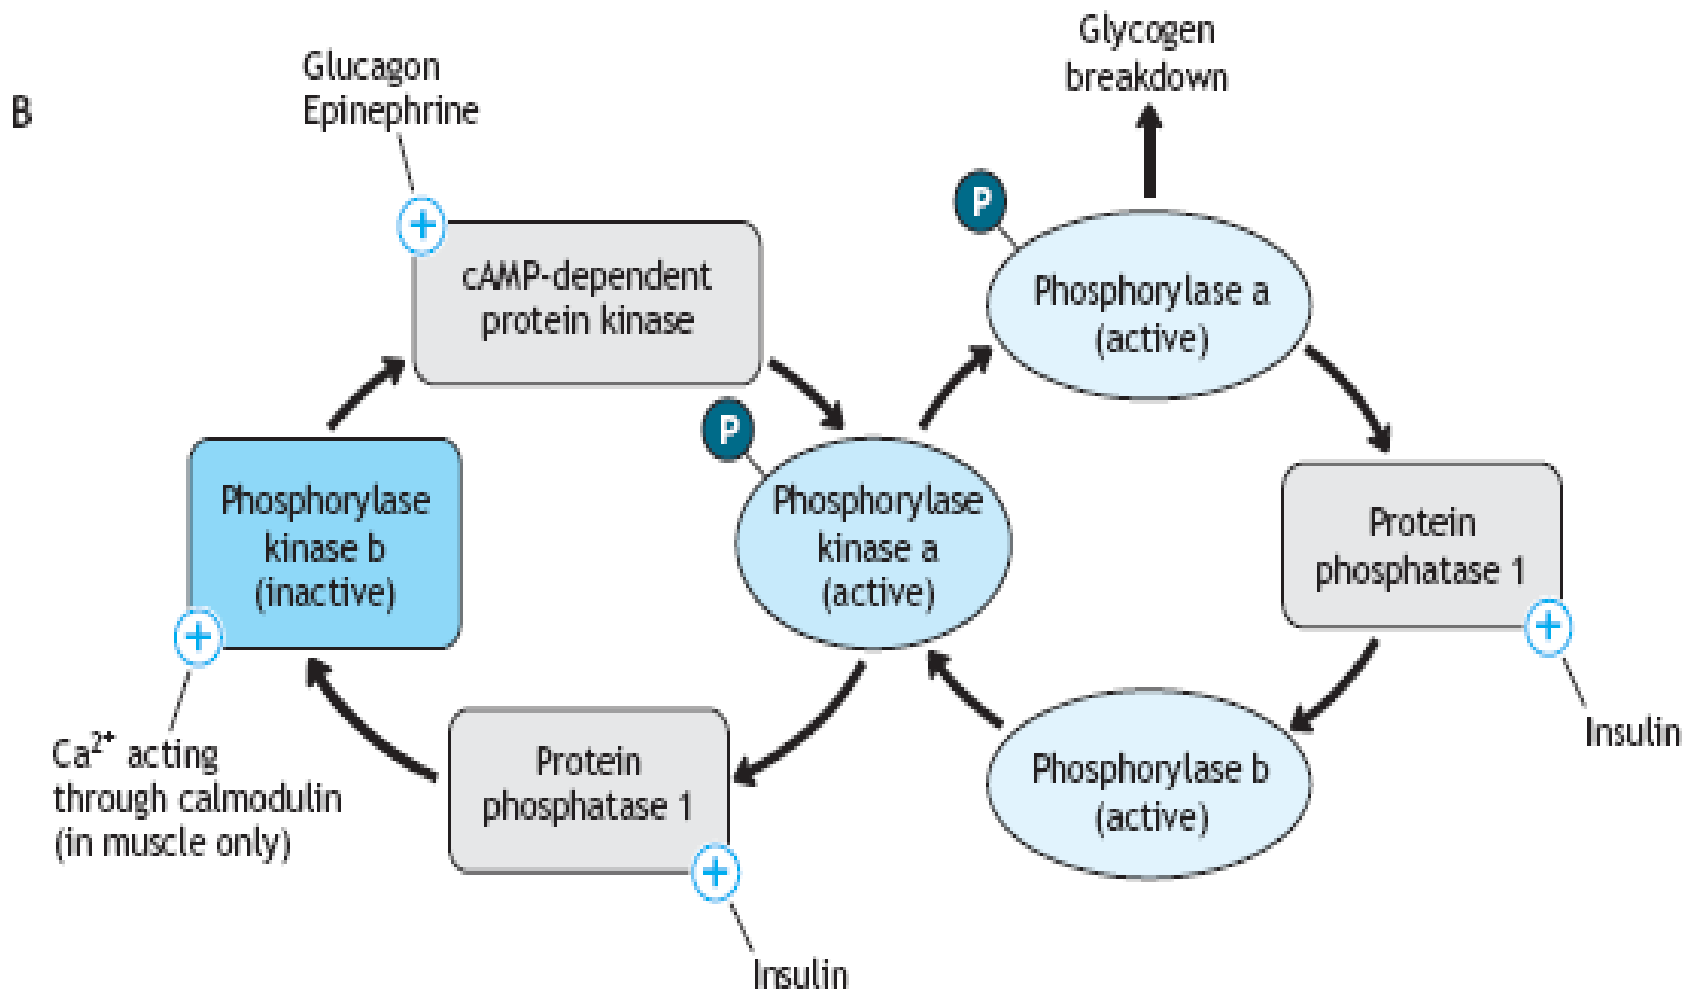 B
Glucagon
Epinephrine
+
cAMP-dependent
protein kinase
Glycogen
breakdown
P
Phosphorylase a
(active)
P
Phosphorylase
kinase b
(inactive)
+
Ca²⁺ acting
through calmodulin
(in muscle only)
Phosphorylase
kinase a
(active)
Protein
phosphatase 1
+
Insulin
Protein
phosphatase 1
+
Insulin
Phosphorylase b
(active)